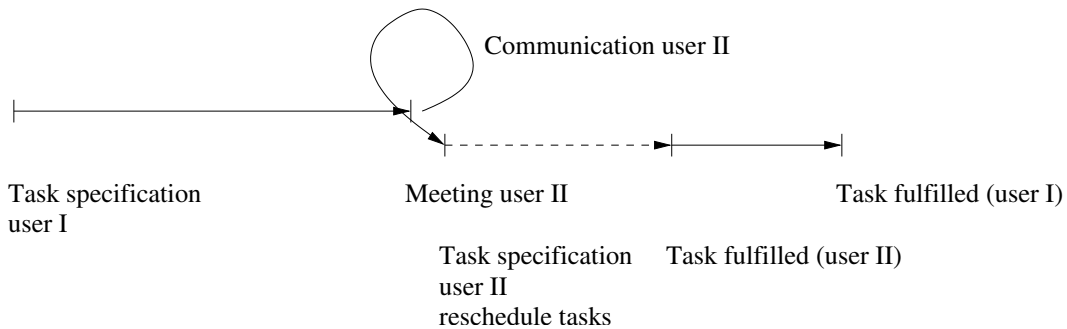 Communication user II
Task specification
user I
Meeting user II
Task fulfilled (user I)
Task specification
user II
reschedule tasks
Task fulfilled (user II)